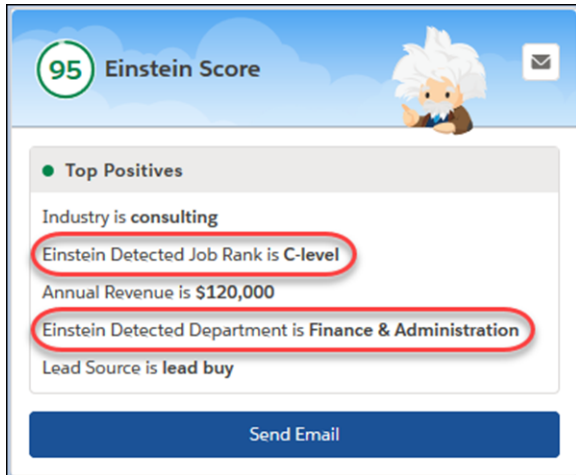 95 Einstein Score
Top Positives
Industry is consulting
Einstein Detected Job Rank is C-level
Annual Revenue is $120,000
Einstein Detected Department is Finance & Administration
Lead Source is lead buy
Send Email